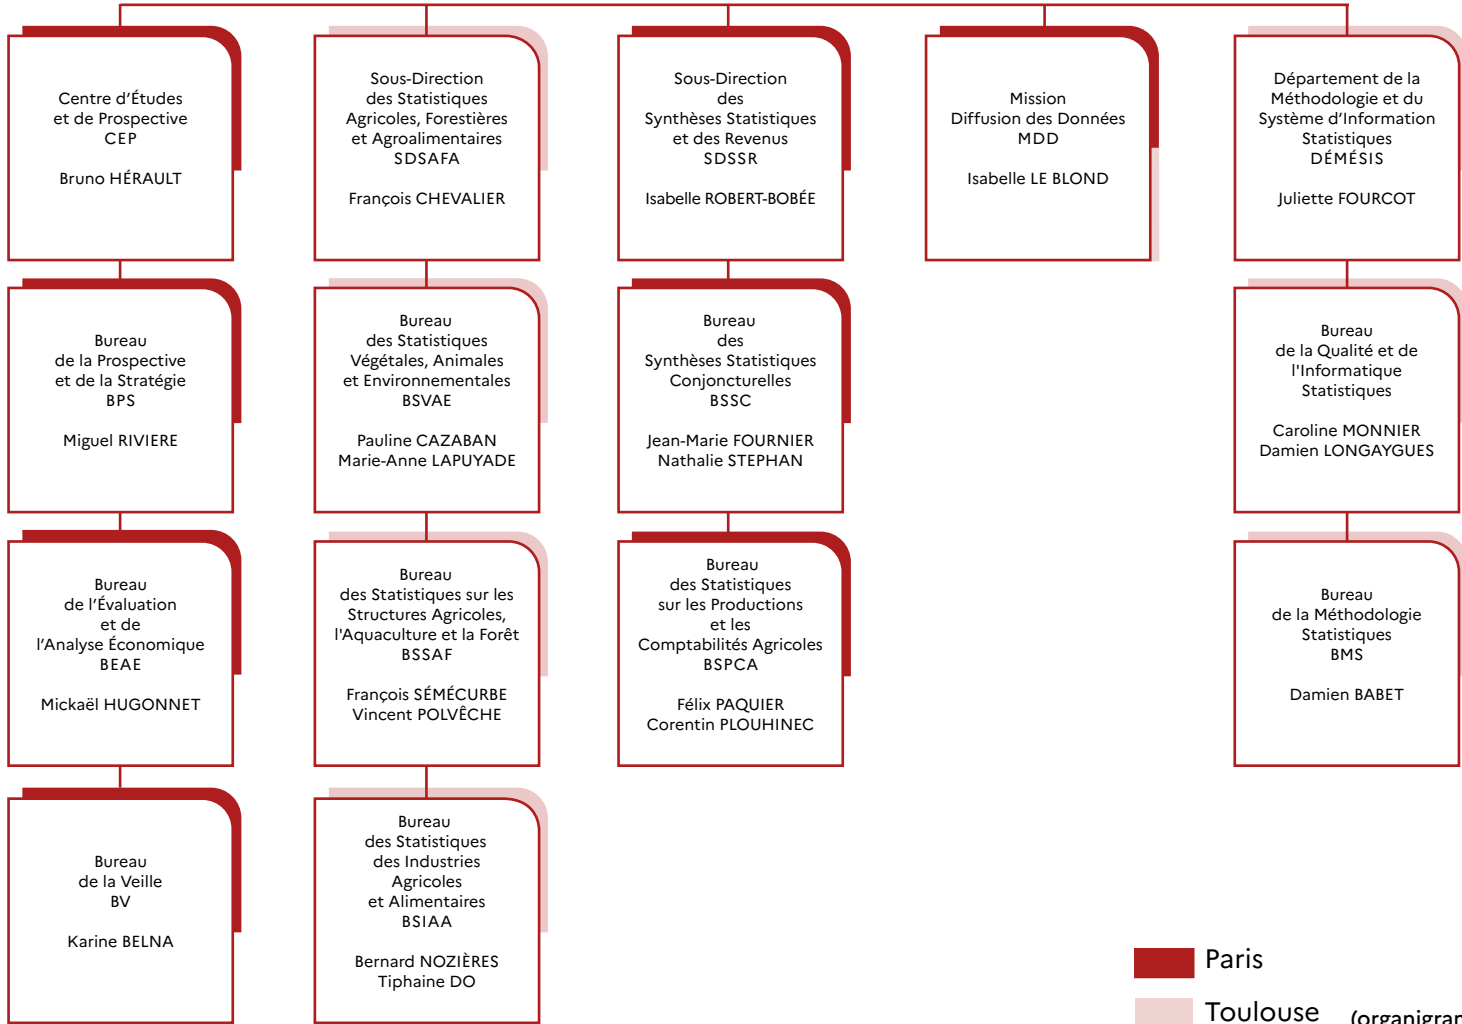 Centre d'Études
et de Prospective
CEP
Bruno HÉRAULT
Sous-Direction
des Statistiques
Agricoles, Forestières
et Agroalimentaires
SDSAFA
François CHEVALIER
Sous-Direction
des
Synthèses Statistiques
et des Revenus
SDSSR
Isabelle ROBERT-BOBÉE
Mission
Diffusion des Données
MDD
Isabelle LE BLOND
Département de la
Méthodologie et du
Système d'Information
Statistiques
DÉMÉSIS
Juliette FOURCOT
Bureau
de la Prospective
et de la Stratégie
BPS
Miguel RIVIERE
Bureau
des Statistiques
Végétales, Animales
et Environnementales
BSVAE
Pauline CAZABAN
Marie-Anne LAPUYADE
Bureau
des
Synthèses Statistiques
Conjoncturelles
BSSC
Jean-Marie FOURNIER
Nathalie STEPHAN
Bureau
de la Qualité et de
l'Informatique
Statistiques
Caroline MONNIER
Damien LONGAYGUES
Bureau
de l'Évaluation
et de
l'Analyse Économique
BEAE
Mickaël HUGONNET
Bureau
des Statistiques sur les
Structures Agricoles,
l'Aquaculture et la Forêt
BSSAF
François SÉMÉCURBE
Vincent POLVÊCHE
Bureau
des Statistiques
sur les Productions
et les
Comptabilités Agricoles
BSPCA
Félix PAQUIER
Corentin PLOUHINEC
Bureau
de la Méthodologie
Statistiques
BMS
Damien BABET
Bureau
de la Veille
BV
Karine BELNA
Bureau
des Statistiques
des Industries
Agricoles
et Alimentaires
BSIAA
Bernard NOZIÈRES
Tiphaine DO
Paris
Toulouse